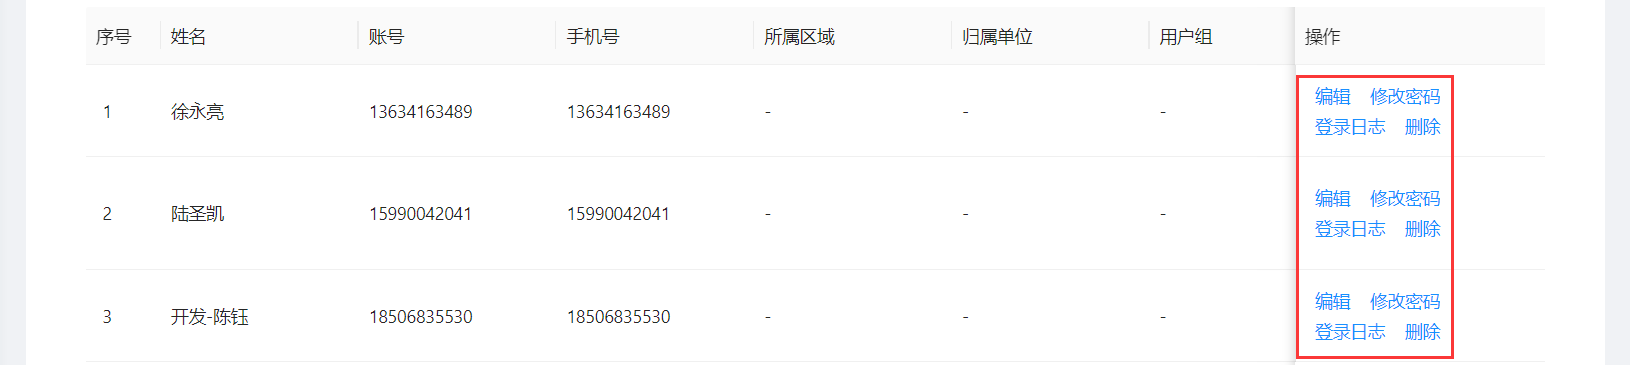 序号 姓名 账号 手机号 所属区域 归属单位 用户组 操作
1 徐永亮 13634163489 13634163489 - - - 编辑 修改密码
登录日志 删除
2 陆圣凯 15990042041 15990042041 - - - 编辑 修改密码
登录日志 删除
3 开发-陈钰 18506835530 18506835530 - - - 编辑 修改密码
登录日志 删除